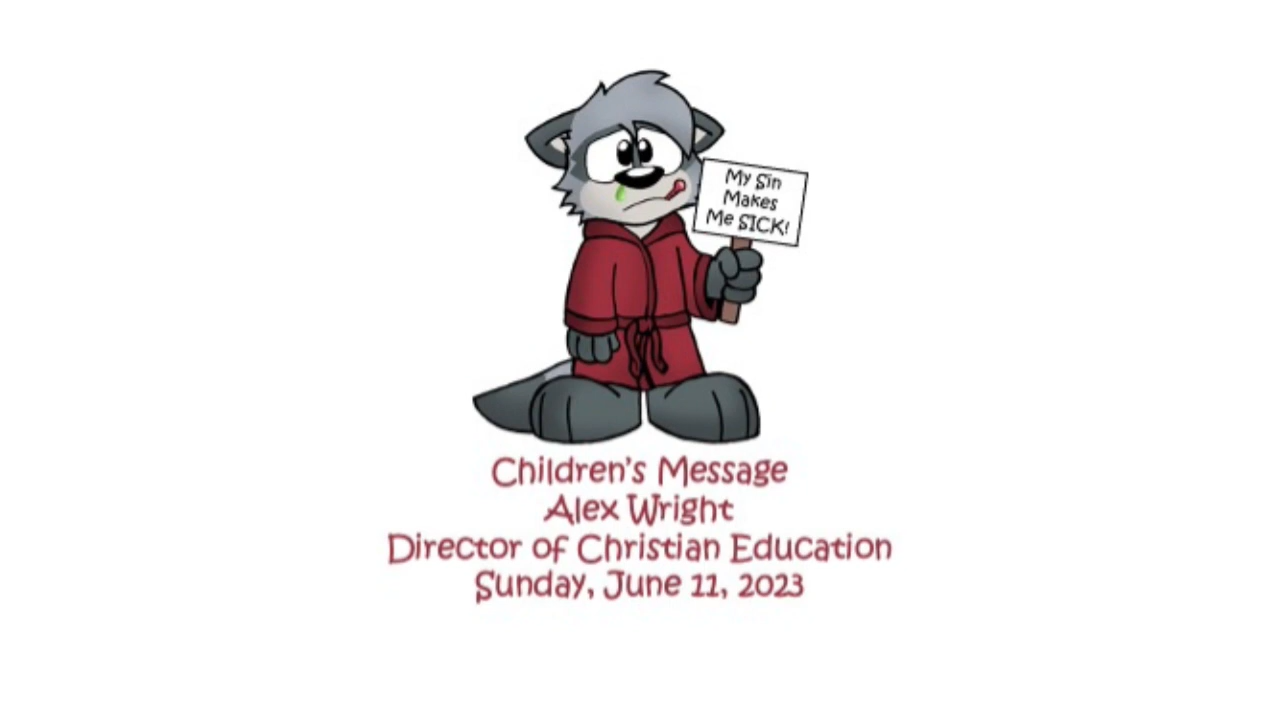 My Sin
Makes
Me SICK!
Children's Message
Alex Wright
Director of Christian Education
Sunday, June 11, 2023